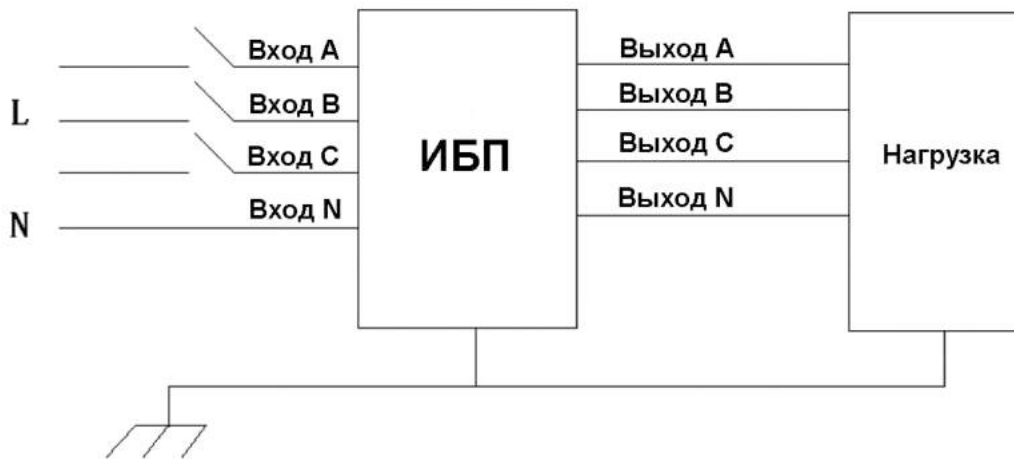 Вход A
Выход A
L
Вход B
Выход B
Вход C
Выход C
ИБП
Нагрузка
N
Вход N
Выход N